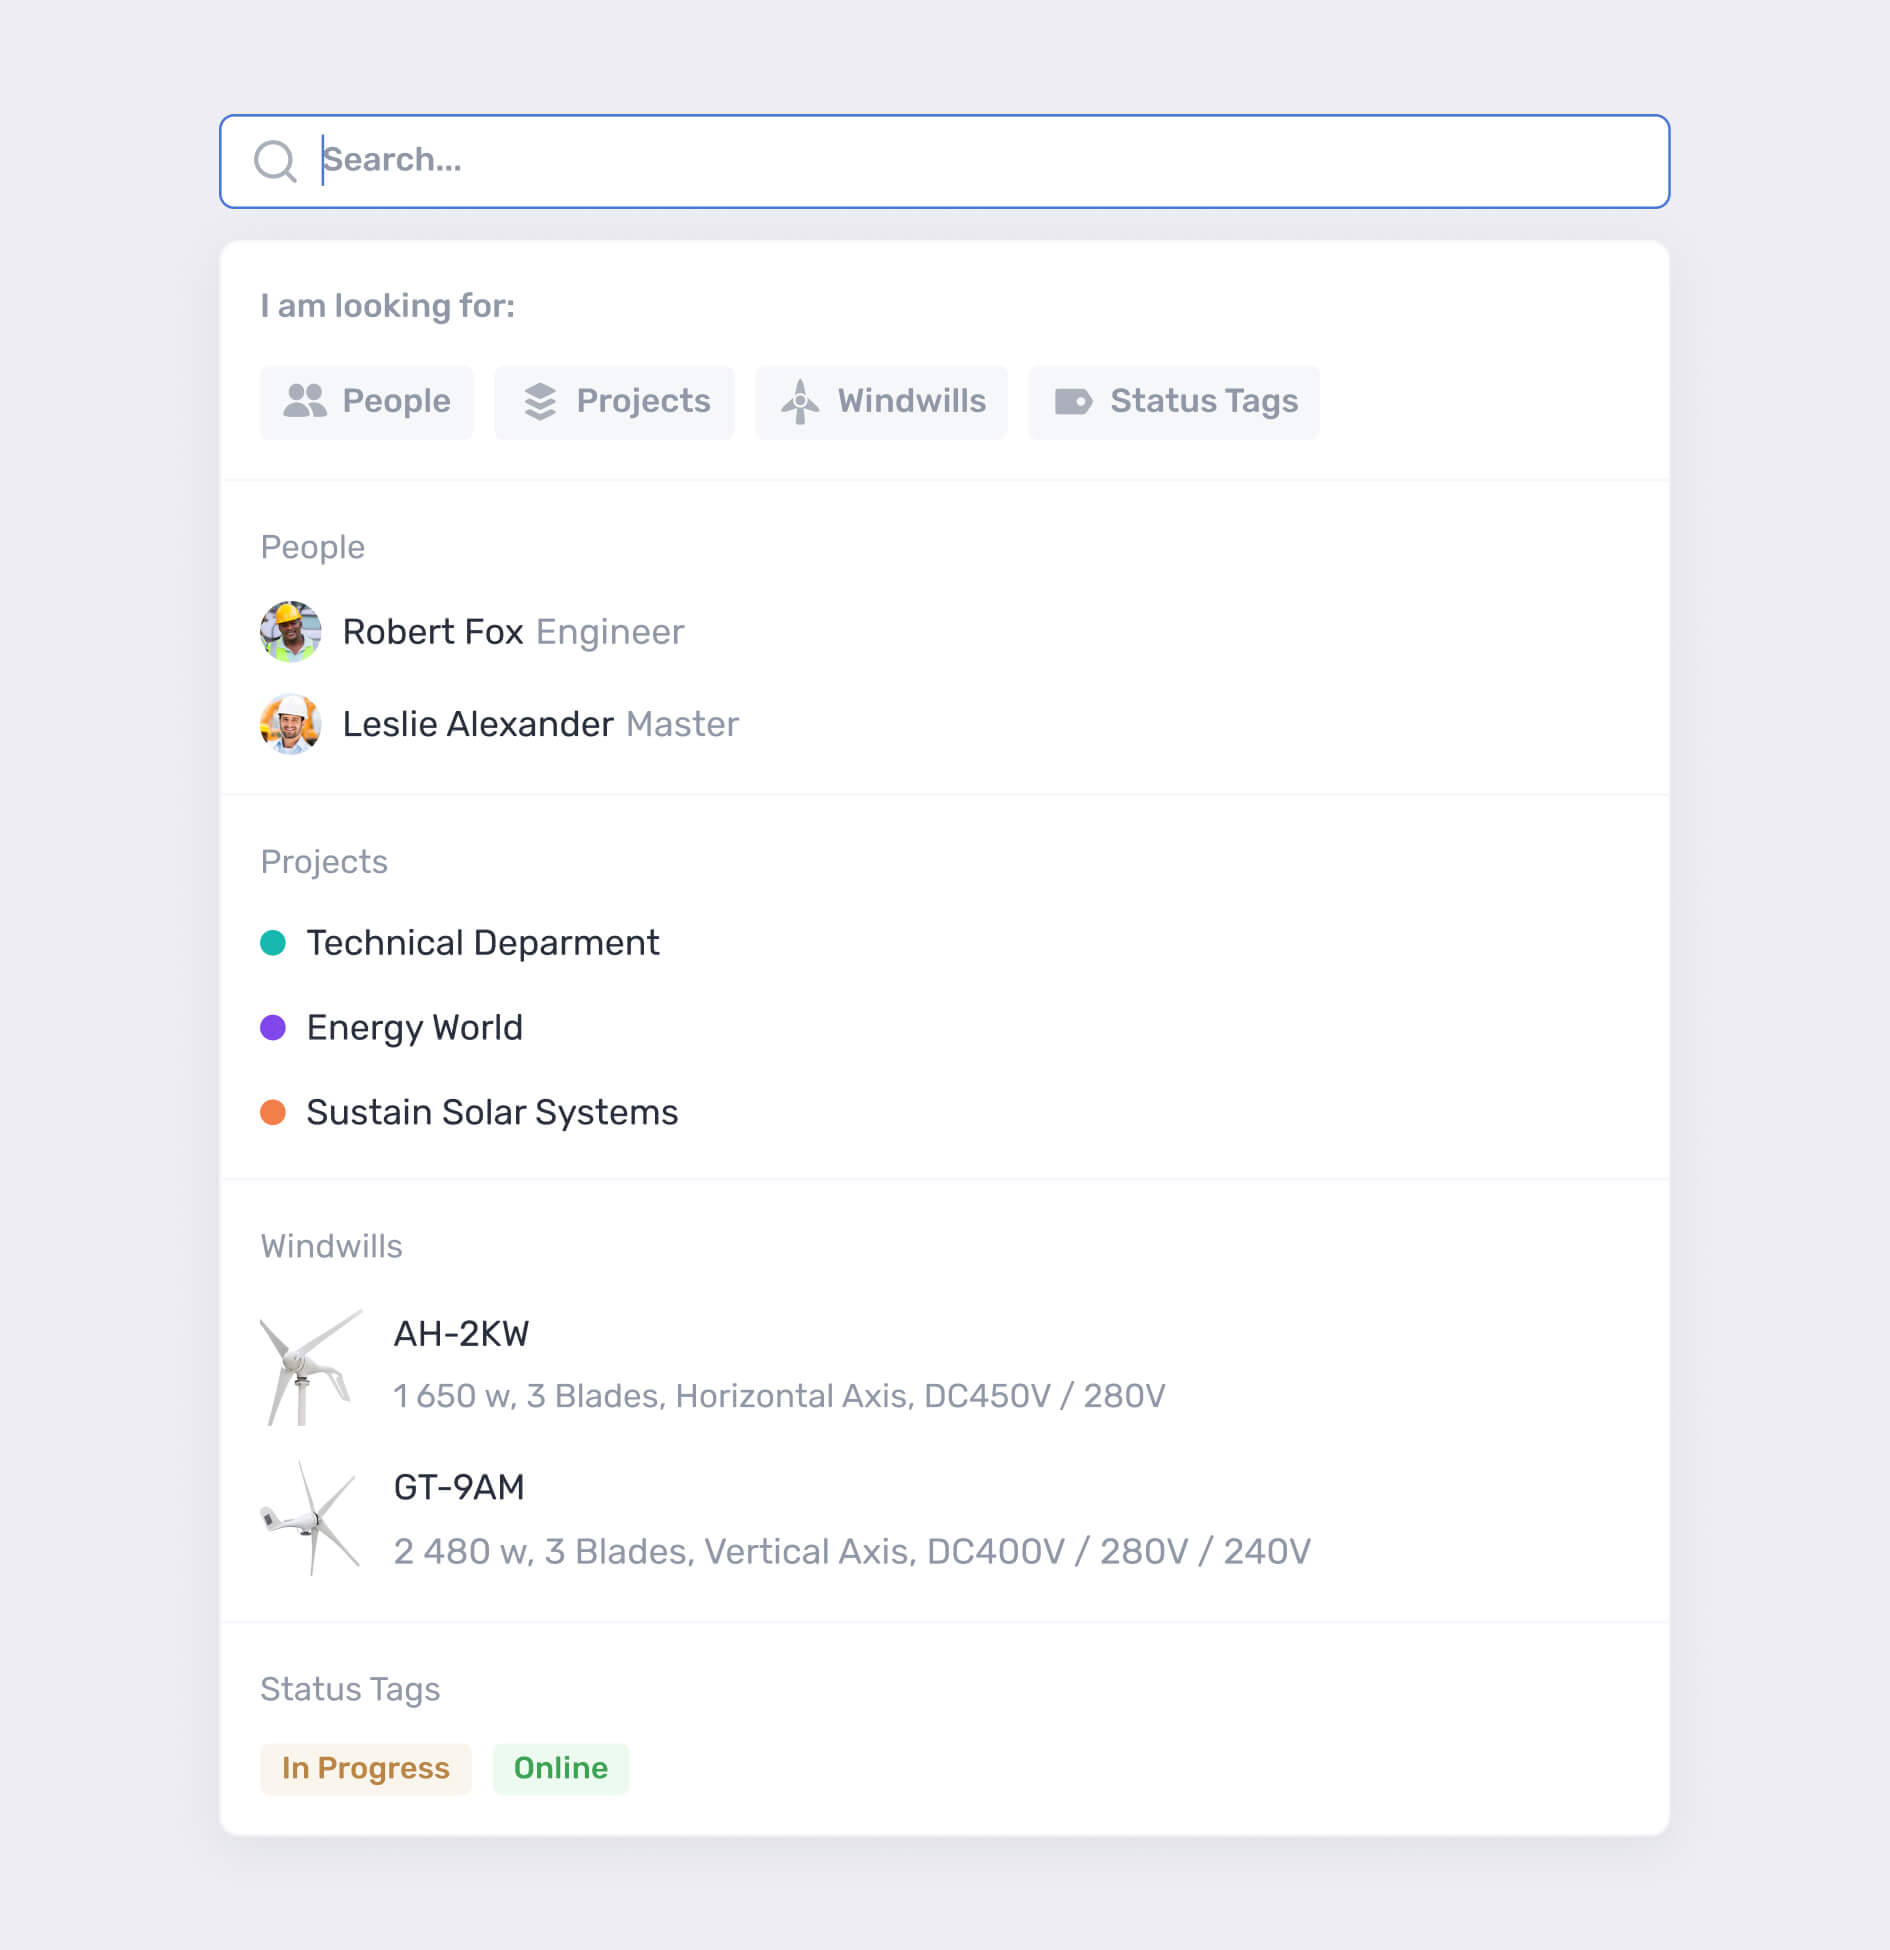 Search...
I am looking for:
People Projects Windwills Status Tags
People
Robert Fox Engineer
Leslie Alexander Master
Projects
Technical Deparment
Energy World
Sustain Solar Systems
Windwills
AH-2KW
1 650 w, 3 Blades, Horizontal Axis, DC450V / 280V
GT-9AM
2 480 w, 3 Blades, Vertical Axis, DC400V / 280V / 240V
Status Tags
In Progress Online